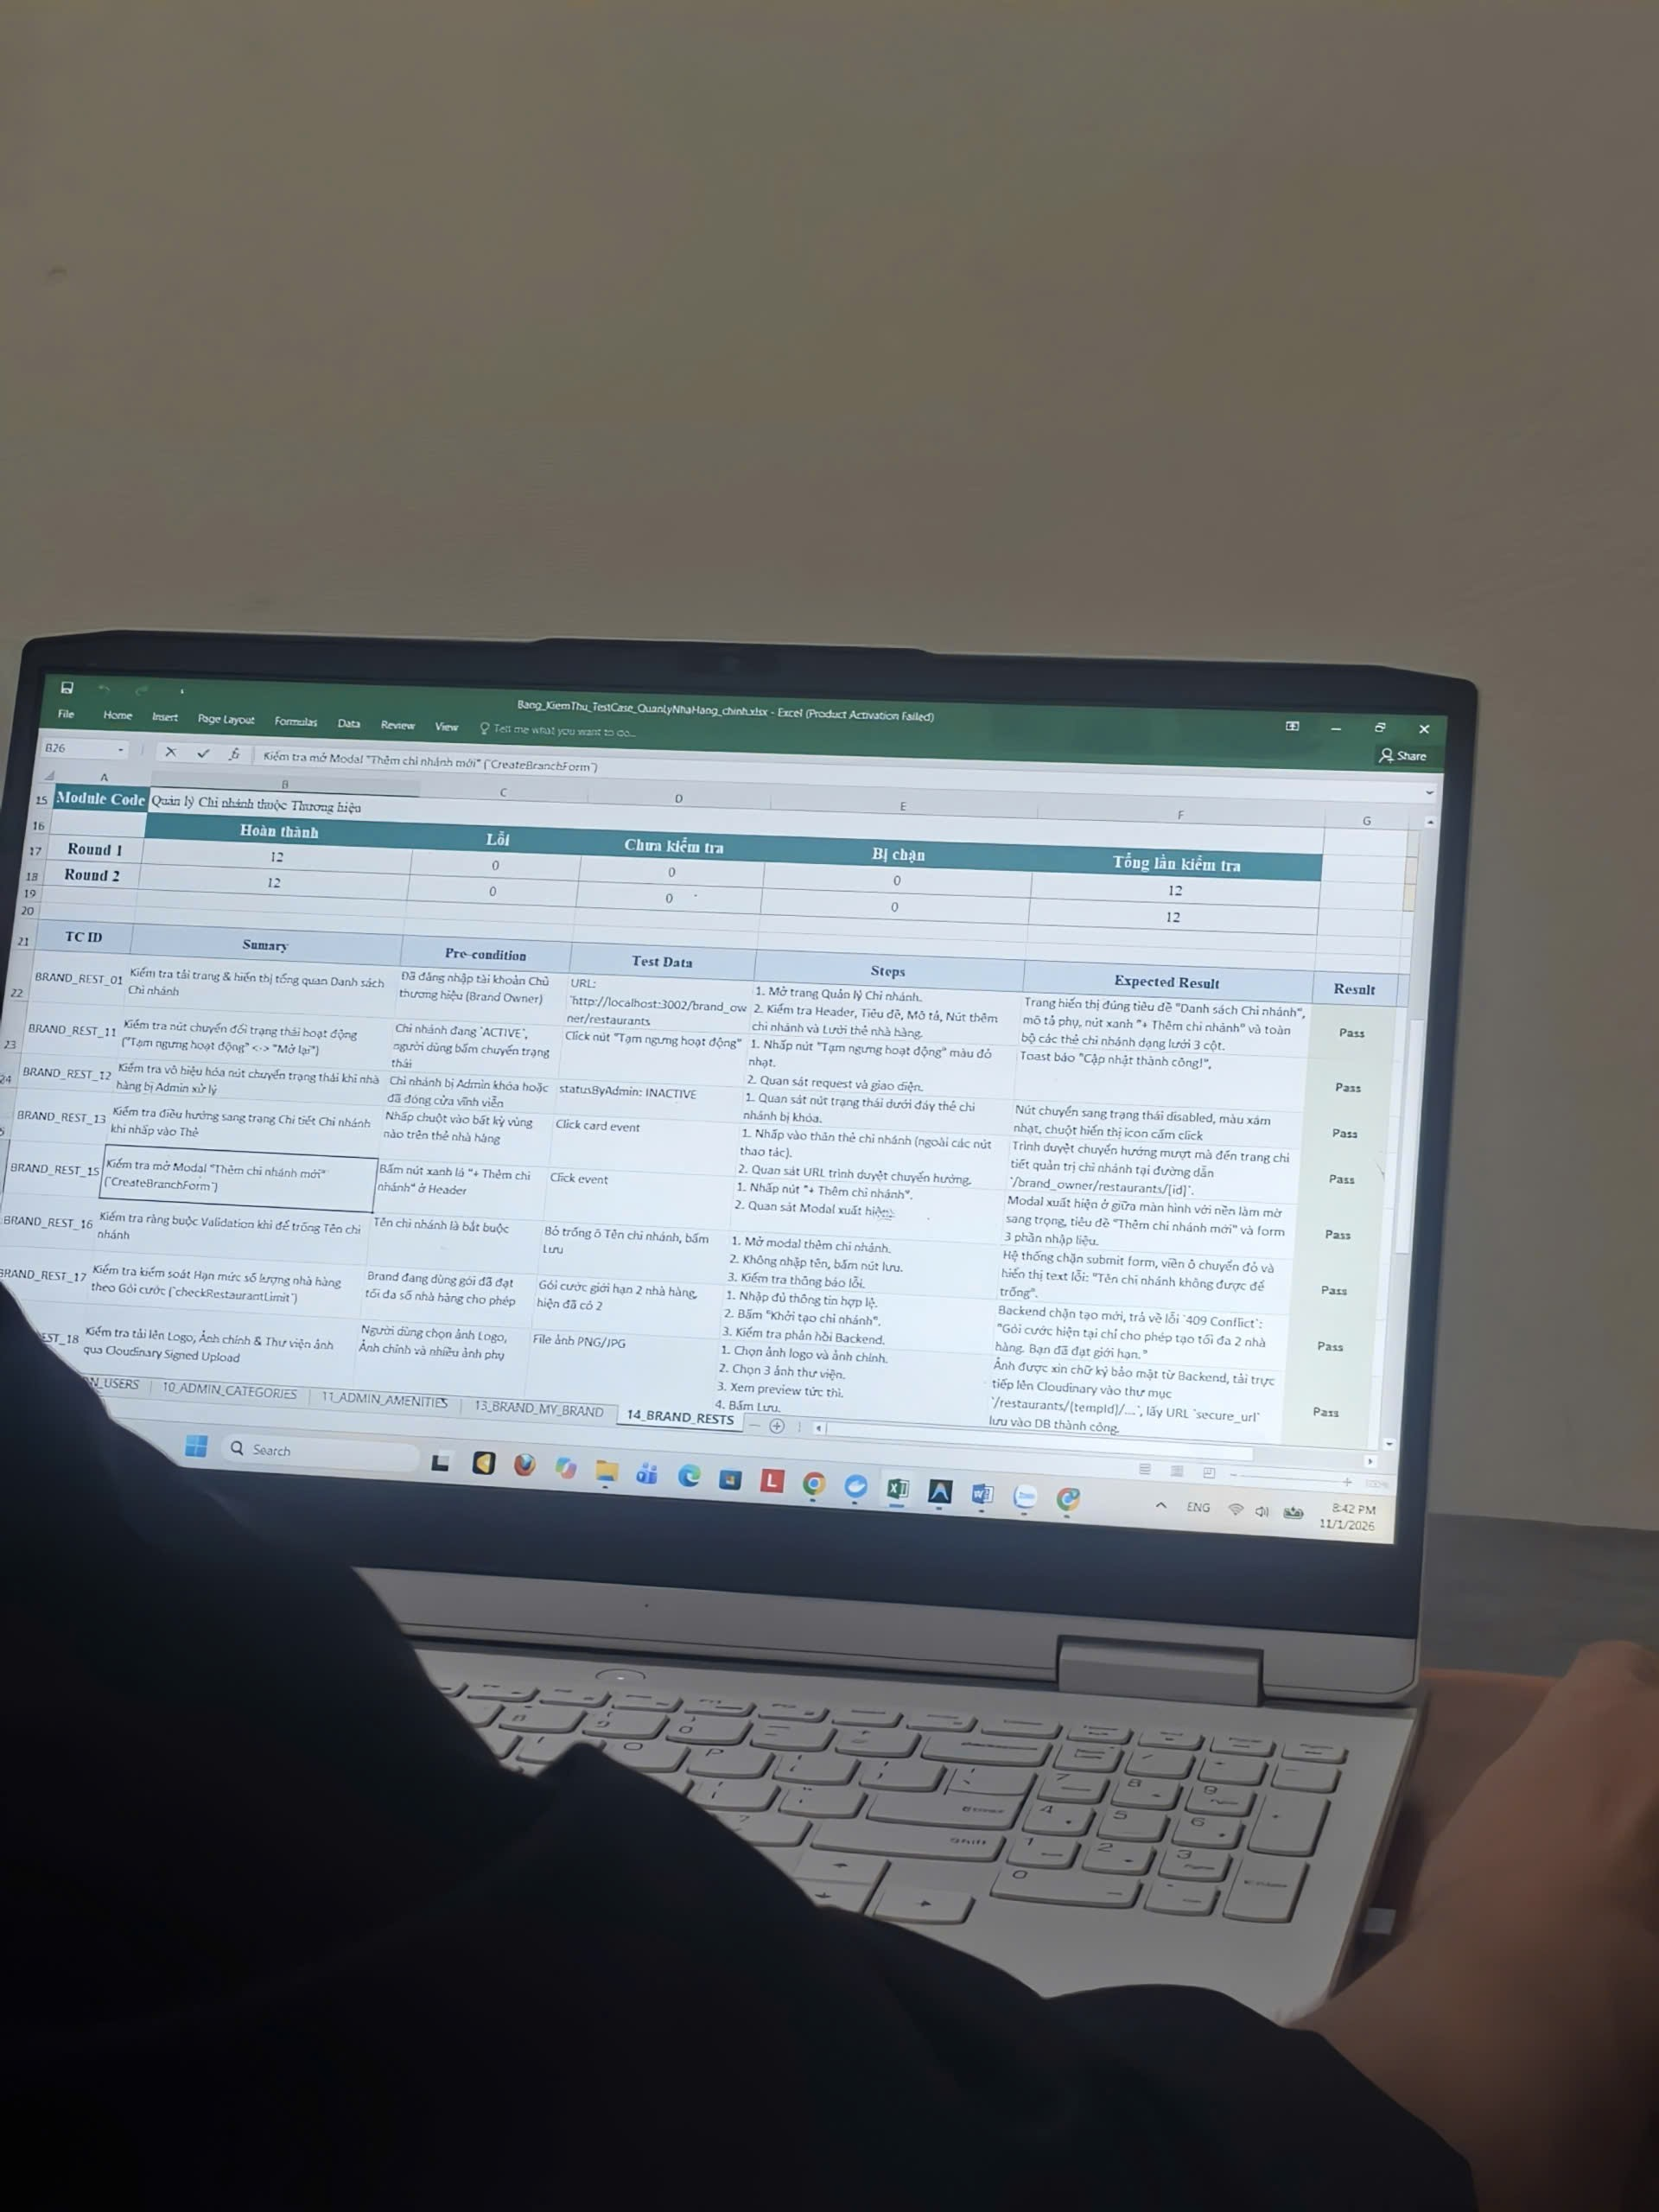 Bang_KiemThu_TestCase_QuanLyNhaHang_chinh.xlsx - Excel (Product Activation Failed)
File Home Insert Page Layout Formulas Data Review View Tell me what you want to do... Share
B26 Kiểm tra mở Modal "Thêm chi nhánh mới" (`CreateBranchForm`)
A B C D E F G
15 Module Code Quản lý Chi nhánh thuộc Thương hiệu
16 Hoàn thành Lỗi Chưa kiểm tra Bị chặn Tổng lần kiểm tra
17 Round 1 12 0 0 0 12
18 Round 2 12 0 0 0 12
19
20
21 TC ID Sumary Pre-condition Test Data Steps Expected Result Result
22 BRAND_REST_01
Kiểm tra tải trang & hiển thị tổng quan Danh sách
Chi nhánh
Đã đăng nhập tài khoản Chủ
thương hiệu (Brand Owner)
URL:
`http://localhost:3002/brand_ow
ner/restaurants
1. Mở trang Quản lý Chi nhánh.
2. Kiểm tra Header, Tiêu đề, Mô tả, Nút thêm
chi nhánh và Lưới thẻ nhà hàng.
Trang hiển thị đúng tiêu đề "Danh sách Chi nhánh",
mô tả phụ, nút xanh "+ Thêm chi nhánh" và toàn
bộ các thẻ chi nhánh dạng lưới 3 cột.
Pass
23 BRAND_REST_11
Kiểm tra nút chuyển đổi trạng thái hoạt động
("Tạm ngưng hoạt động" <-> "Mở lại")
Chi nhánh đang `ACTIVE`,
người dùng bấm chuyển trạng
thái
Click nút "Tạm ngưng hoạt động"
1. Nhấp nút "Tạm ngưng hoạt động" màu đỏ
nhạt.
2. Quan sát request và giao diện.
Toast báo "Cập nhật thành công!",
Pass
24 BRAND_REST_12
Kiểm tra vô hiệu hóa nút chuyển trạng thái khi nhà
hàng bị Admin xử lý
Chi nhánh bị Admin khóa hoặc
đã đóng cửa vĩnh viễn
statusByAdmin: INACTIVE
1. Quan sát nút trạng thái dưới đáy thẻ chi
nhánh bị khóa.
Nút chuyển sang trạng thái disabled, màu xám
nhạt, chuột hiển thị icon cấm click
Pass
BRAND_REST_13
Kiểm tra điều hướng sang trang Chi tiết Chi nhánh
khi nhấp vào Thẻ
Nhấp chuột vào bất kỳ vùng
nào trên thẻ nhà hàng
Click card event
1. Nhấp vào thân thẻ chi nhánh (ngoài các nút
thao tác).
2. Quan sát URL trình duyệt chuyển hướng.
Trình duyệt chuyển hướng mượt mà đến trang chi
tiết quản trị chi nhánh tại đường dẫn
`/brand_owner/restaurants/[id]`.
Pass
BRAND_REST_15
Kiểm tra mở Modal "Thêm chi nhánh mới"
(`CreateBranchForm`)
Bấm nút xanh lá "+ Thêm chi
nhánh" ở Header
Click event
1. Nhấp nút "+ Thêm chi nhánh".
2. Quan sát Modal xuất hiện.
Modal xuất hiện ở giữa màn hình với nền làm mờ
sang trọng, tiêu đề "Thêm chi nhánh mới" và form
3 phần nhập liệu.
Pass
BRAND_REST_16
Kiểm tra ràng buộc Validation khi để trống Tên chi
nhánh
Tên chi nhánh là bắt buộc
Bỏ trống ô Tên chi nhánh, bấm
Lưu
1. Mở modal thêm chi nhánh.
2. Không nhập tên, bấm nút lưu.
3. Kiểm tra thông báo lỗi.
Hệ thống chặn submit form, viền ô chuyển đỏ và
hiển thị text lỗi: "Tên chi nhánh không được để
trống".
Pass
BRAND_REST_17
Kiểm tra kiểm soát Hạn mức số lượng nhà hàng
theo Gói cước (`checkRestaurantLimit`)
Brand đang dùng gói đã đạt
tối đa số nhà hàng cho phép
Gói cước giới hạn 2 nhà hàng,
hiện đã có 2
1. Nhập đủ thông tin hợp lệ.
2. Bấm "Khởi tạo chi nhánh".
3. Kiểm tra phản hồi Backend.
Backend chặn tạo mới, trả về lỗi `409 Conflict`:
"Gói cước hiện tại chỉ cho phép tạo tối đa 2 nhà
hàng. Bạn đã đạt giới hạn."
Pass
EST_18
Kiểm tra tải lên Logo, Ảnh chính & Thư viện ảnh
qua Cloudinary Signed Upload
Người dùng chọn ảnh Logo,
Ảnh chính và nhiều ảnh phụ
File ảnh PNG/JPG
1. Chọn ảnh logo và ảnh chính.
2. Chọn 3 ảnh thư viện.
3. Xem preview tức thì.
4. Bấm Lưu.
Ảnh được xin chữ ký bảo mật từ Backend, tải trực
tiếp lên Cloudinary vào thư mục
`/restaurants/{tempId}/...`, lấy URL `secure_url`
lưu vào DB thành công.
Pass
N_USERS 10_ADMIN_CATEGORIES 11_ADMIN_AMENITIES 13_BRAND_MY_BRAND 14_BRAND_RESTS
Search
ENG
8:42 PM
11/1/2026